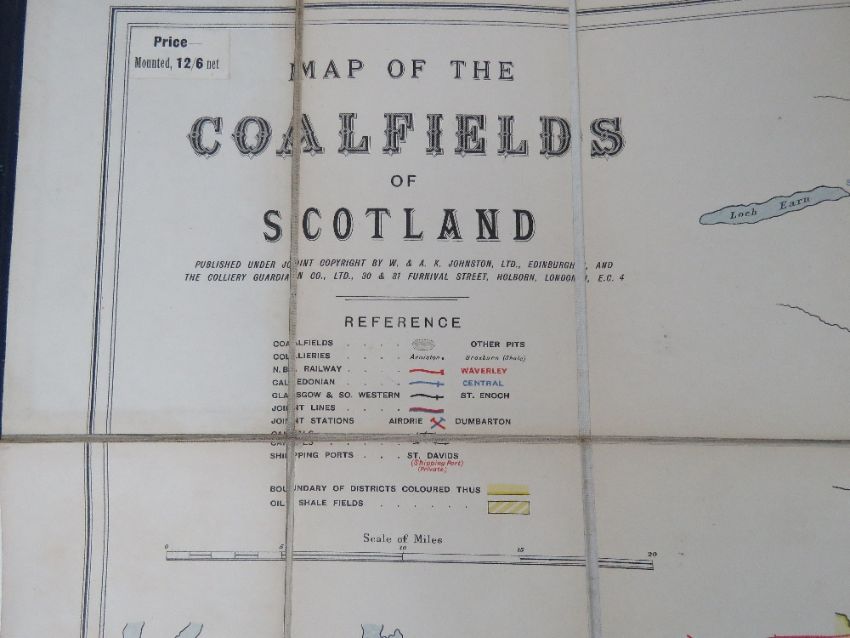 Price—
Mounted, 12/6 net
MAP OF THE
COALFIELDS
OF
SCOTLAND
PUBLISHED UNDER JOINT COPYRIGHT BY W. & A. K. JOHNSTON, LTD., EDINBURGH, AND
THE COLLIERY GUARDIAN CO., LTD., 30 & 31 FURNIVAL STREET, HOLBORN, LONDON, E.C. 4
Loch Earn
REFERENCE
COALFIELDS . . . . OTHER PITS
COLLIERIES . . . . Arniston. Broxburn (Shale)
N.B. RAILWAY . . . . WAVERLEY
CALEDONIAN . . . . CENTRAL
GLASGOW & SO. WESTERN ST. ENOCH
JOINT LINES . . . .
JOINT STATIONS AIRDRIE DUMBARTON
SHIPPING PORTS . . . ST. DAVIDS
(Shipping Port)
(Private)
BOUNDARY OF DISTRICTS COLOURED THUS
OIL SHALE FIELDS . . . . . . .
Scale of Miles
0 5 10 15 20